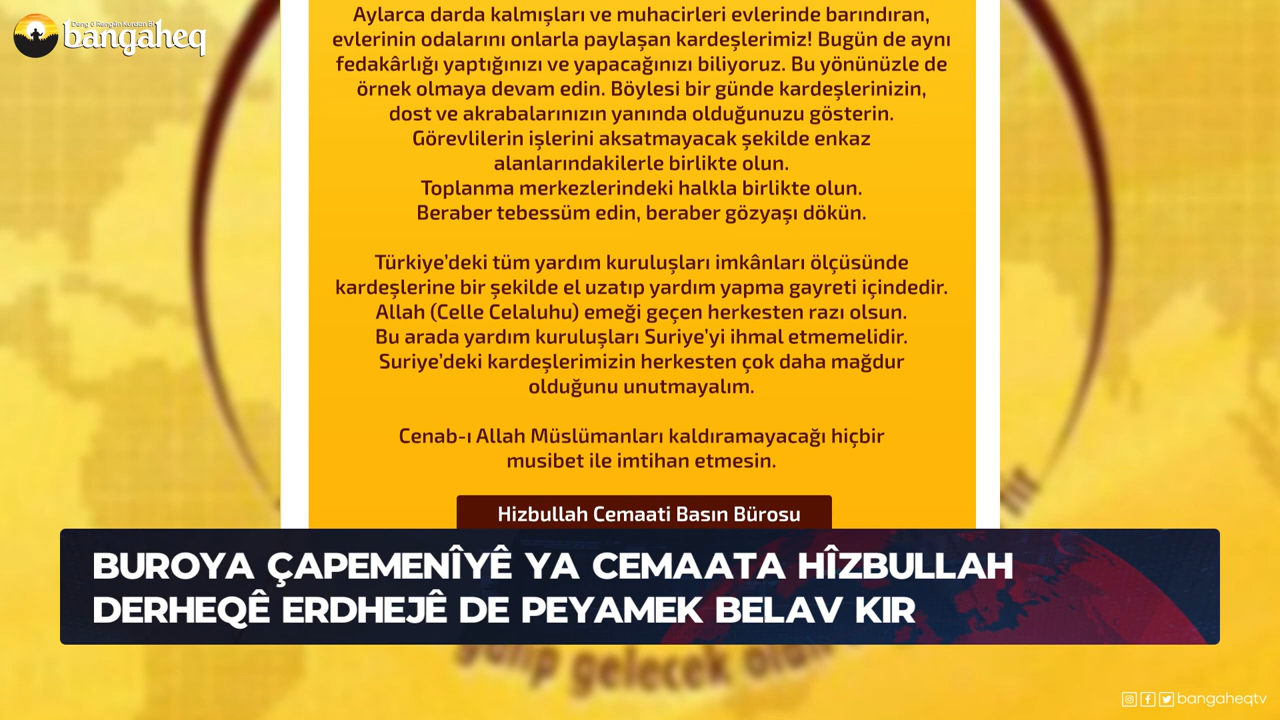 Deng û Rengên Kurdan e!
bangaheq
Aylarca darda kalmışları ve muhacirleri evlerinde barındıran,
evlerinin odalarını onlarla paylaşan kardeşlerimiz! Bugün de aynı
fedakârlığı yaptığınızı ve yapacağınızı biliyoruz. Bu yönünüzle de
örnek olmaya devam edin. Böylesi bir günde kardeşlerinizin,
dost ve akrabalarınızın yanında olduğunuzu gösterin.
Görevlilerin işlerini aksatmayacak şekilde enkaz
alanlarındakilerle birlikte olun.
Toplanma merkezlerindeki halkla birlikte olun.
Beraber tebessüm edin, beraber gözyaşı dökün.
Türkiye’deki tüm yardım kuruluşları imkânları ölçüsünde
kardeşlerine bir şekilde el uzatıp yardım yapma gayreti içindedir.
Allah (Celle Celaluhu) emeği geçen herkesten razı olsun.
Bu arada yardım kuruluşları Suriye’yi ihmal etmemelidir.
Suriye’deki kardeşlerimizin herkesten çok daha mağdur
olduğunu unutmayalım.
Cenab-ı Allah Müslümanları kaldıramayacağı hiçbir
musibet ile imtihan etmesin.
Hizbullah Cemaati Basın Bürosu
BUROYA ÇAPEMENÎYÊ YA CEMAATA HÎZBULLAH
DERHEQÊ ERDHEJÊ DE PEYAMEK BELAV KIR
galip gelecek olan
bangaheqtv